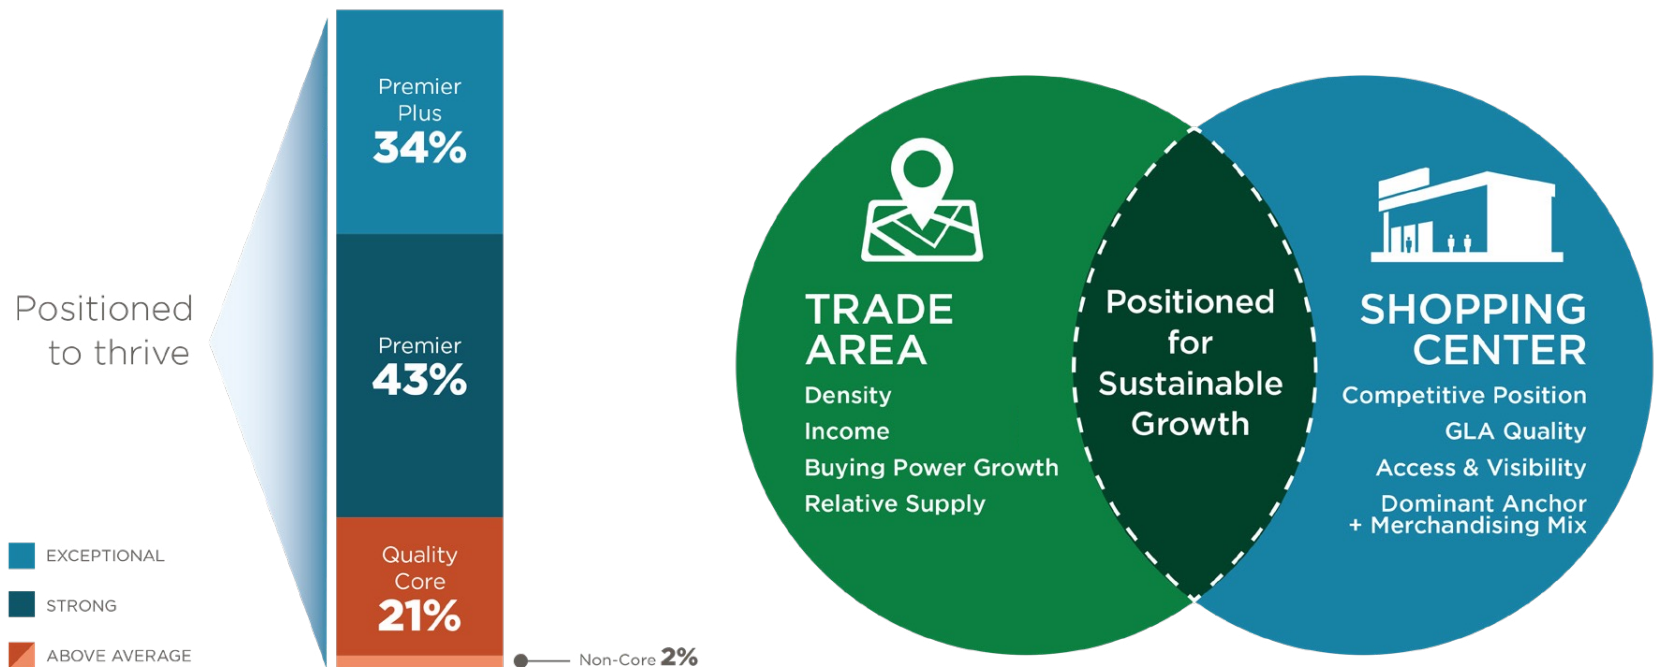 Positioned
to thrive
EXCEPTIONAL
STRONG
ABOVE AVERAGE
Premier
Plus
34%
Premier
43%
Quality
Core
21%
Non-Core 2%
TRADE
AREA
Density
Income
Buying Power Growth
Relative Supply
Positioned
for
Sustainable
Growth
SHOPPING
CENTER
Competitive Position
GLA Quality
Access & Visibility
Dominant Anchor
+ Merchandising Mix